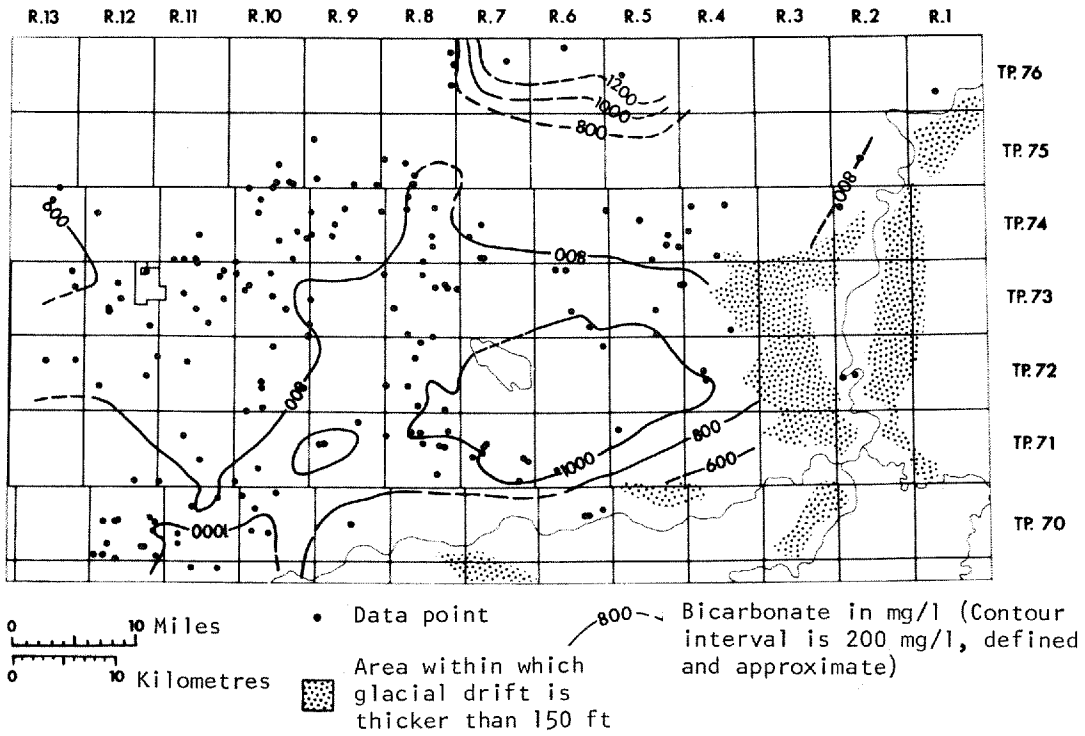 R.13 R.12 R.11 R.10 R.9 R.8 R.7 R.6 R.5 R.4 R.3 R.2 R.1
TP. 76
1200
1000
800
TP. 75
800
TP. 74
800
800
TP. 73
TP. 72
800
TP. 71
800
600
1000
TP. 70
1000
0 10 Miles
0 10 Kilometres
Data point
Area within which
glacial drift is
thicker than 150 ft
800
Bicarbonate in mg/l (Contour
interval is 200 mg/l, defined
and approximate)